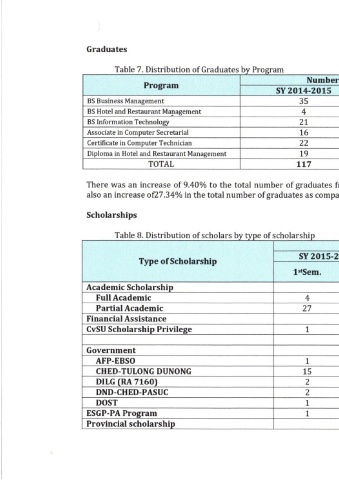 Graduates
Table 7. Distribution of Graduates by Program
Program
Number
SY 2014-2015
BS Business Management 35
BS Hotel and Restaurant Management 4
BS Information Technology 21
Associate in Computer Secretarial 16
Certificate in Computer Technician 22
Diploma in Hotel and Restaurant Management 19
TOTAL 117
There was an increase of 9.40% to the total number of graduates f
also an increase of27.34% in the total number of graduates as compa
Scholarships
Table 8. Distribution of scholars by type of scholarship
Type of Scholarship
SY 2015-2
1stSem.
Academic Scholarship
Full Academic 4
Partial Academic 27
Financial Assistance
CvSU Scholarship Privilege 1
Government
AFP-EBSO 1
CHED-TULONG DUNONG 15
DILG (RA 7160) 2
DND-CHED-PASUC 2
DOST 1
ESGP-PA Program 1
Provincial scholarship